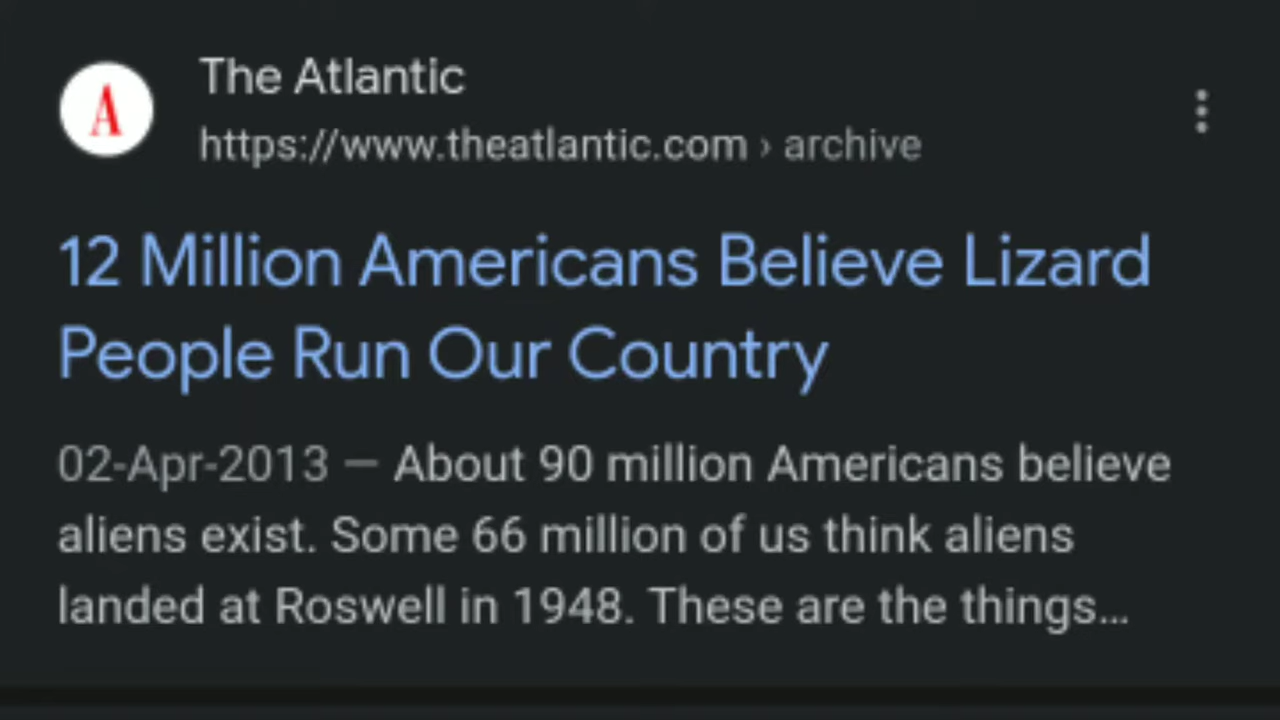 A
The Atlantic
https://www.theatlantic.com › archive
12 Million Americans Believe Lizard
People Run Our Country
02-Apr-2013 — About 90 million Americans believe
aliens exist. Some 66 million of us think aliens
landed at Roswell in 1948. These are the things...